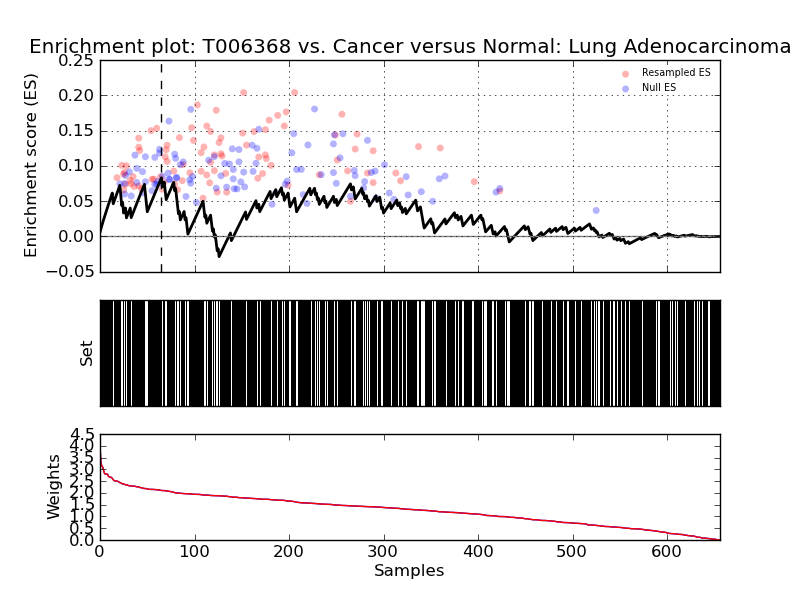 Enrichment plot: T006368 vs. Cancer versus Normal: Lung Adenocarcinoma
0.25
0.20
0.15
0.10
0.05
0.00
−0.05
Enrichment score (ES)
Resampled ES
Null ES
Set
4.5
4.0
3.5
3.0
2.5
2.0
1.5
1.0
0.5
0.0
Weights
0 100 200 300 400 500 600
Samples